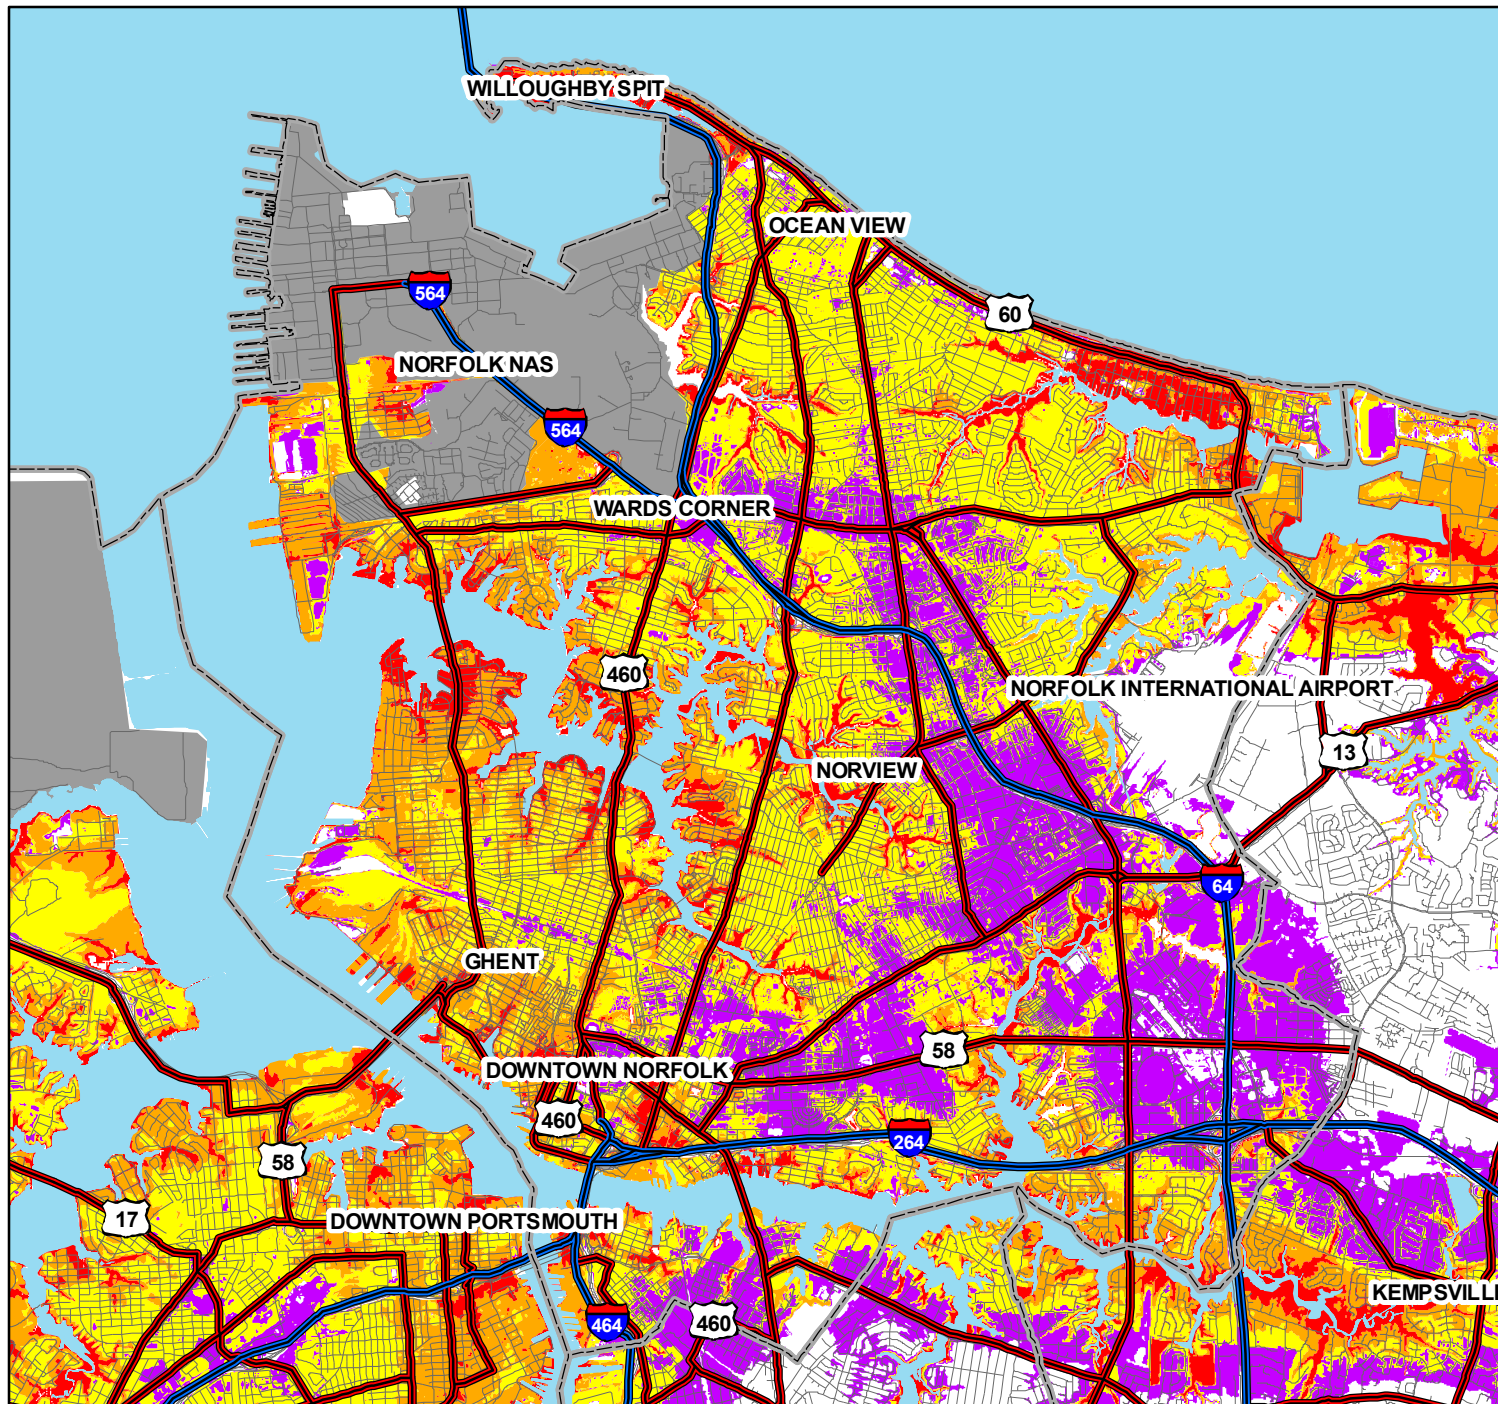 WILLOUGHBY SPIT
OCEAN VIEW
564
60
NORFOLK NAS
564
WARDS CORNER
460
NORFOLK INTERNATIONAL AIRPORT
13
NORVIEW
64
GHENT
58
DOWNTOWN NORFOLK
460
264
58
17
DOWNTOWN PORTSMOUTH
KEMPSVILLE
464
460